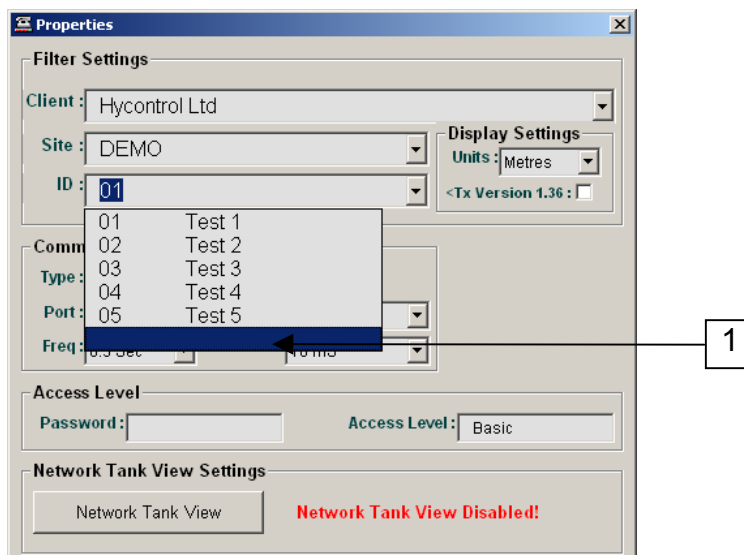 Properties
Filter Settings
Client : Hycontrol Ltd
Site : DEMO
Display Settings
Units : Metres
ID : 01
<Tx Version 1.36 :
01 Test 1
02 Test 2
03 Test 3
04 Test 4
05 Test 5
Comm
Type :
Port :
Freq :
1
Access Level
Password :
Access Level : Basic
Network Tank View Settings
Network Tank View
Network Tank View Disabled!